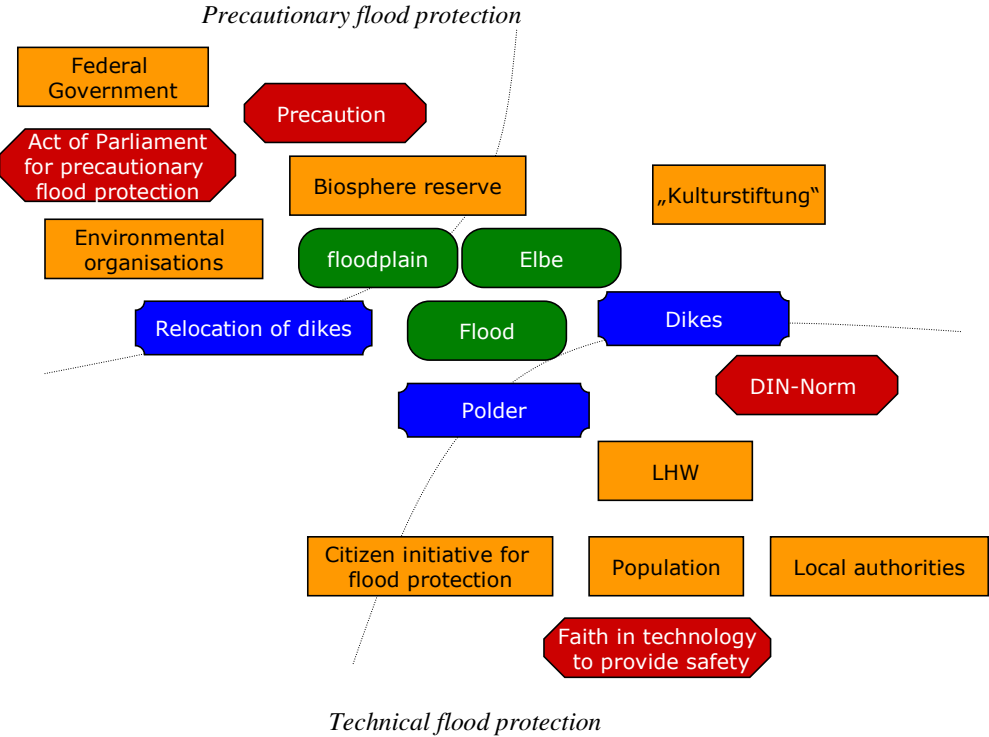 Precautionary flood protection
Federal
Government
Precaution
Act of Parliament
for precautionary
flood protection
Biosphere reserve
„Kulturstiftung“
Environmental
organisations
floodplain
Elbe
Relocation of dikes
Flood
Dikes
DIN-Norm
Polder
LHW
Citizen initiative for
flood protection
Population
Local authorities
Faith in technology
to provide safety
Technical flood protection